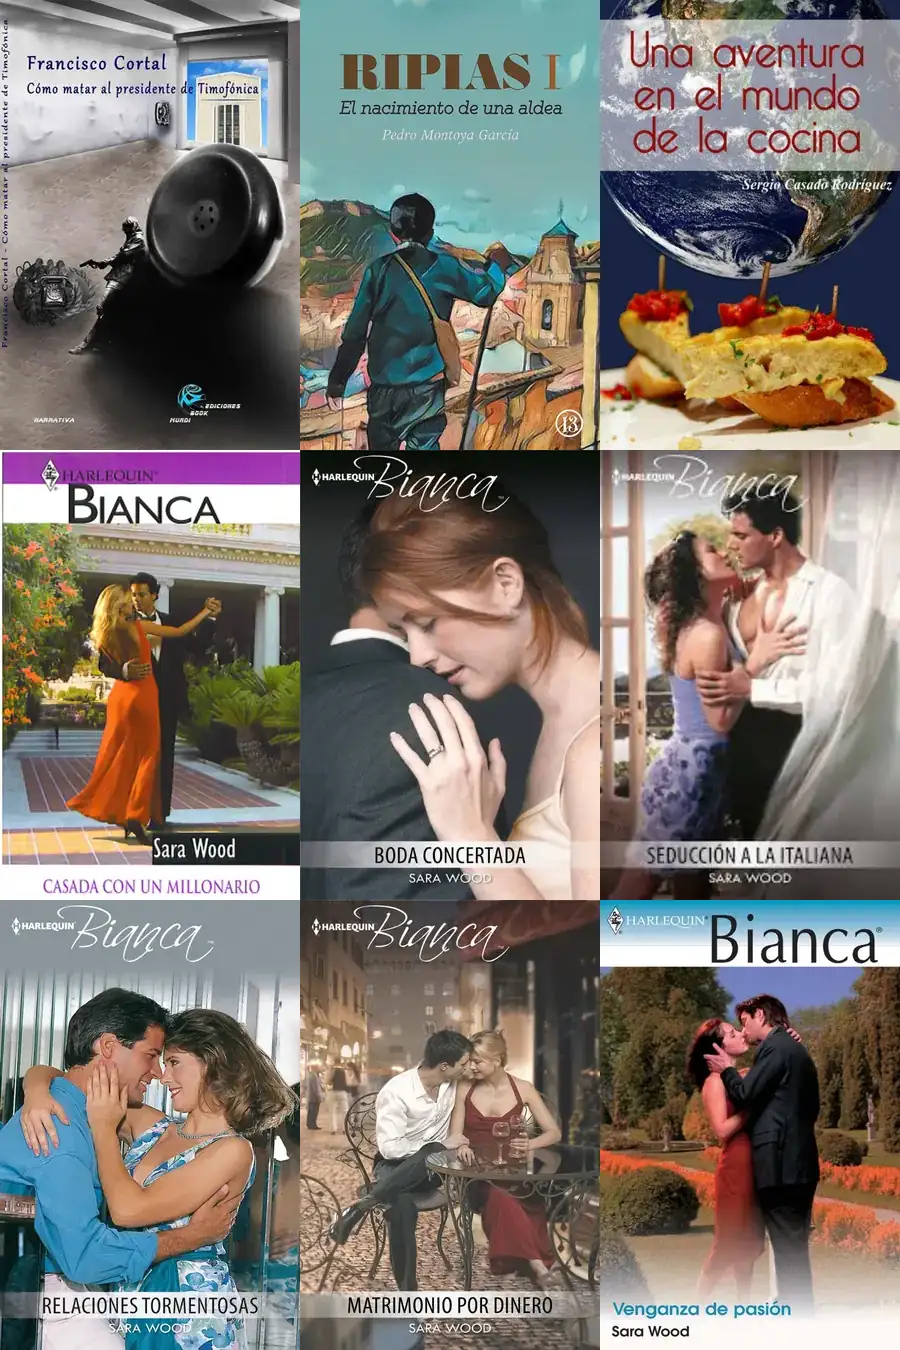 Francisco Cortal - Cómo matar al presidente de Timofónica
Francisco Cortal
Cómo matar al presidente de Timofónica
NARRATIVA
EDICIONES
BOOK
MUNDI
RIPIAS I
El nacimiento de una aldea
Pedro Montoya García
13
Una aventura
en el mundo
de la cocina
Sergio Casado Rodríguez
HARLEQUIN
BIANCA
Sara Wood
CASADA CON UN MILLONARIO
HARLEQUIN Bianca
BODA CONCERTADA
SARA WOOD
HARLEQUIN Bianca
SEDUCCIÓN A LA ITALIANA
SARA WOOD
HARLEQUIN Bianca
RELACIONES TORMENTOSAS
SARA WOOD
HARLEQUIN Bianca
MATRIMONIO POR DINERO
SARA WOOD
HARLEQUIN®
Bianca®
Venganza de pasión
Sara Wood